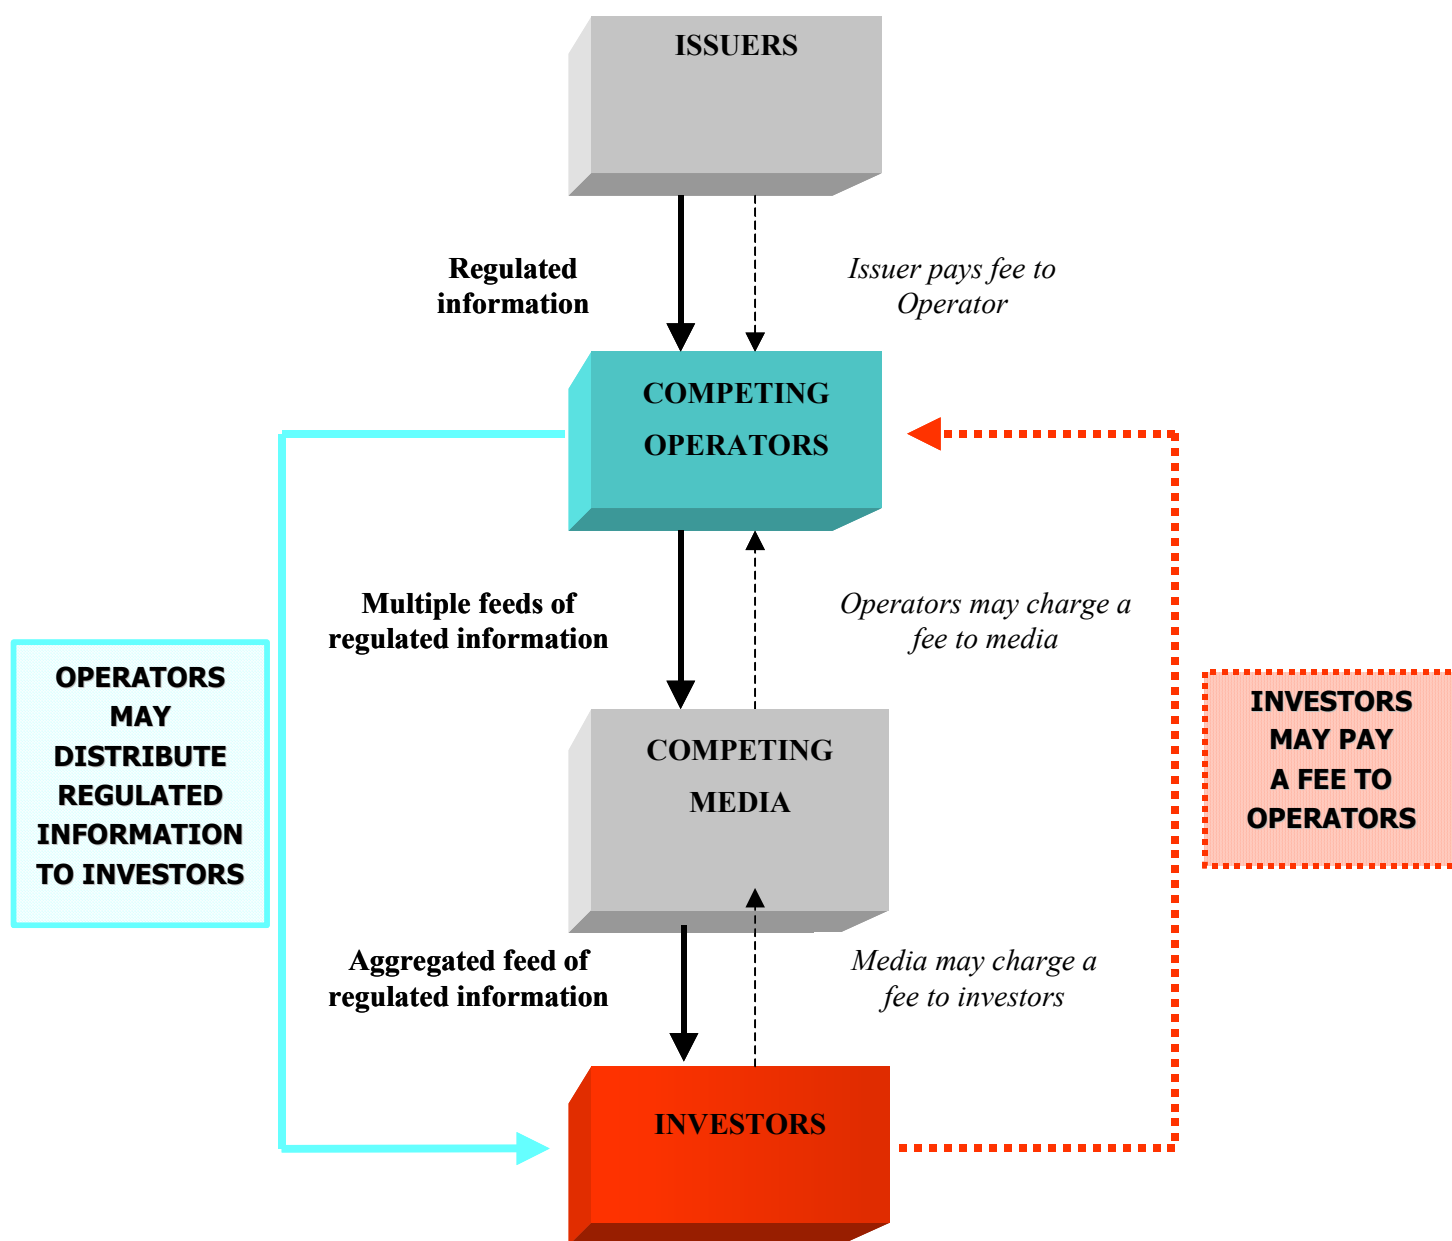 ISSUERS
Regulated
information
Issuer pays fee to
Operator
COMPETING
OPERATORS
Multiple feeds of
regulated information
Operators may charge a
fee to media
OPERATORS
MAY
DISTRIBUTE
REGULATED
INFORMATION
TO INVESTORS
INVESTORS
MAY PAY
A FEE TO
OPERATORS
COMPETING
MEDIA
Aggregated feed of
regulated information
Media may charge a
fee to investors
INVESTORS